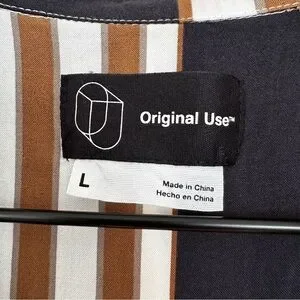 Original Use™
L
Made in China
Hecho en China